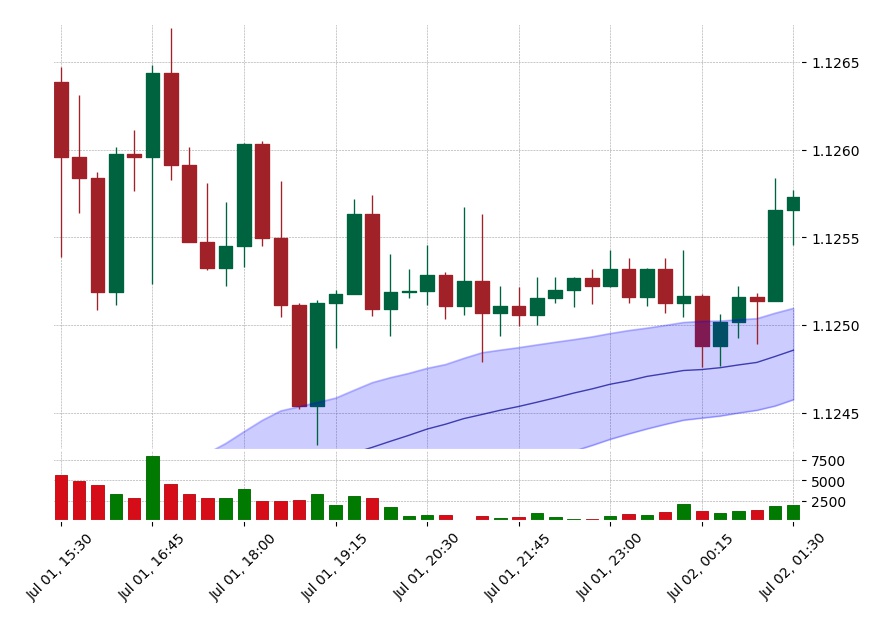 1.1265
1.1260
1.1255
1.1250
1.1245
7500
5000
2500
Jul 01, 15:30
Jul 01, 16:45
Jul 01, 18:00
Jul 01, 19:15
Jul 01, 20:30
Jul 01, 21:45
Jul 01, 23:00
Jul 02, 00:15
Jul 02, 01:30